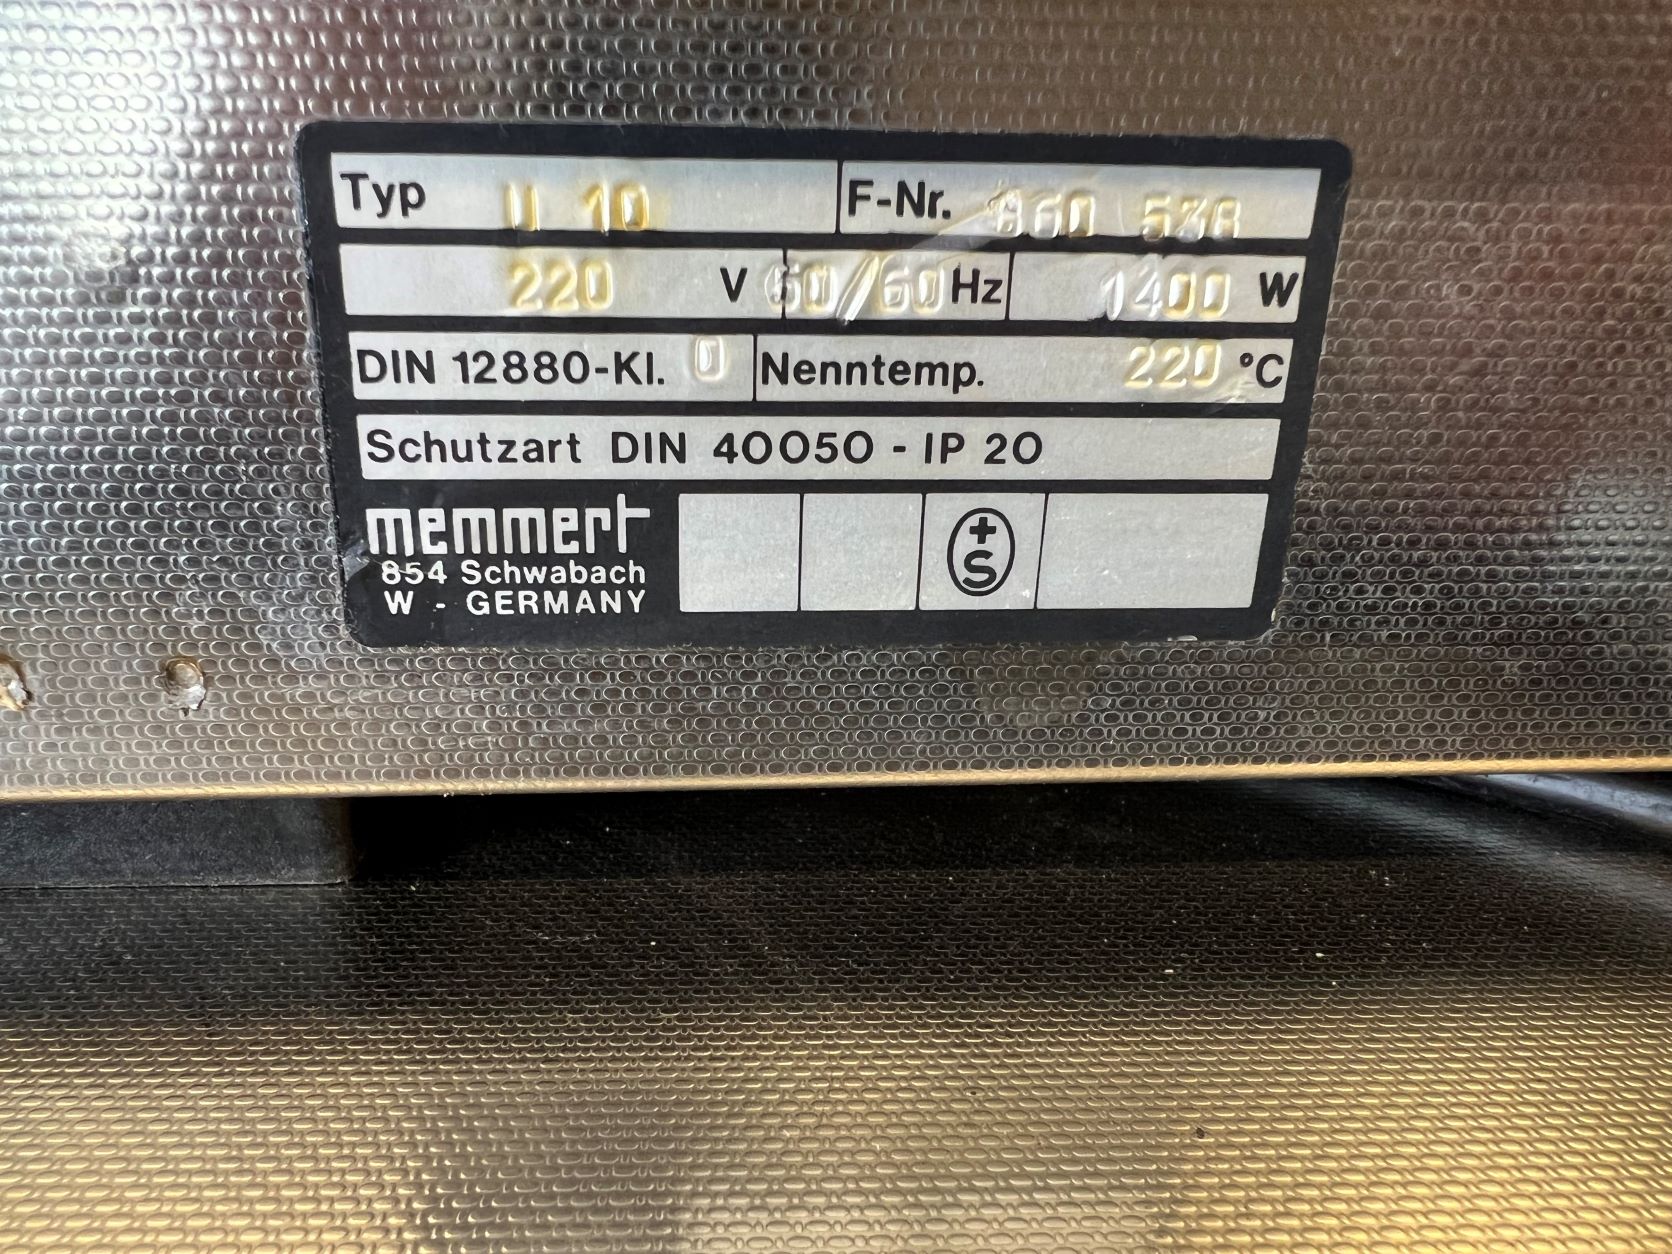 Typ U 10 F-Nr. 860 538
220 V 50/60 Hz 1400 W
DIN 12880-Kl. 0 Nenntemp. 220 °C
Schutzart DIN 40050 - IP 20
memmert
854 Schwabach
W - GERMANY
+
S